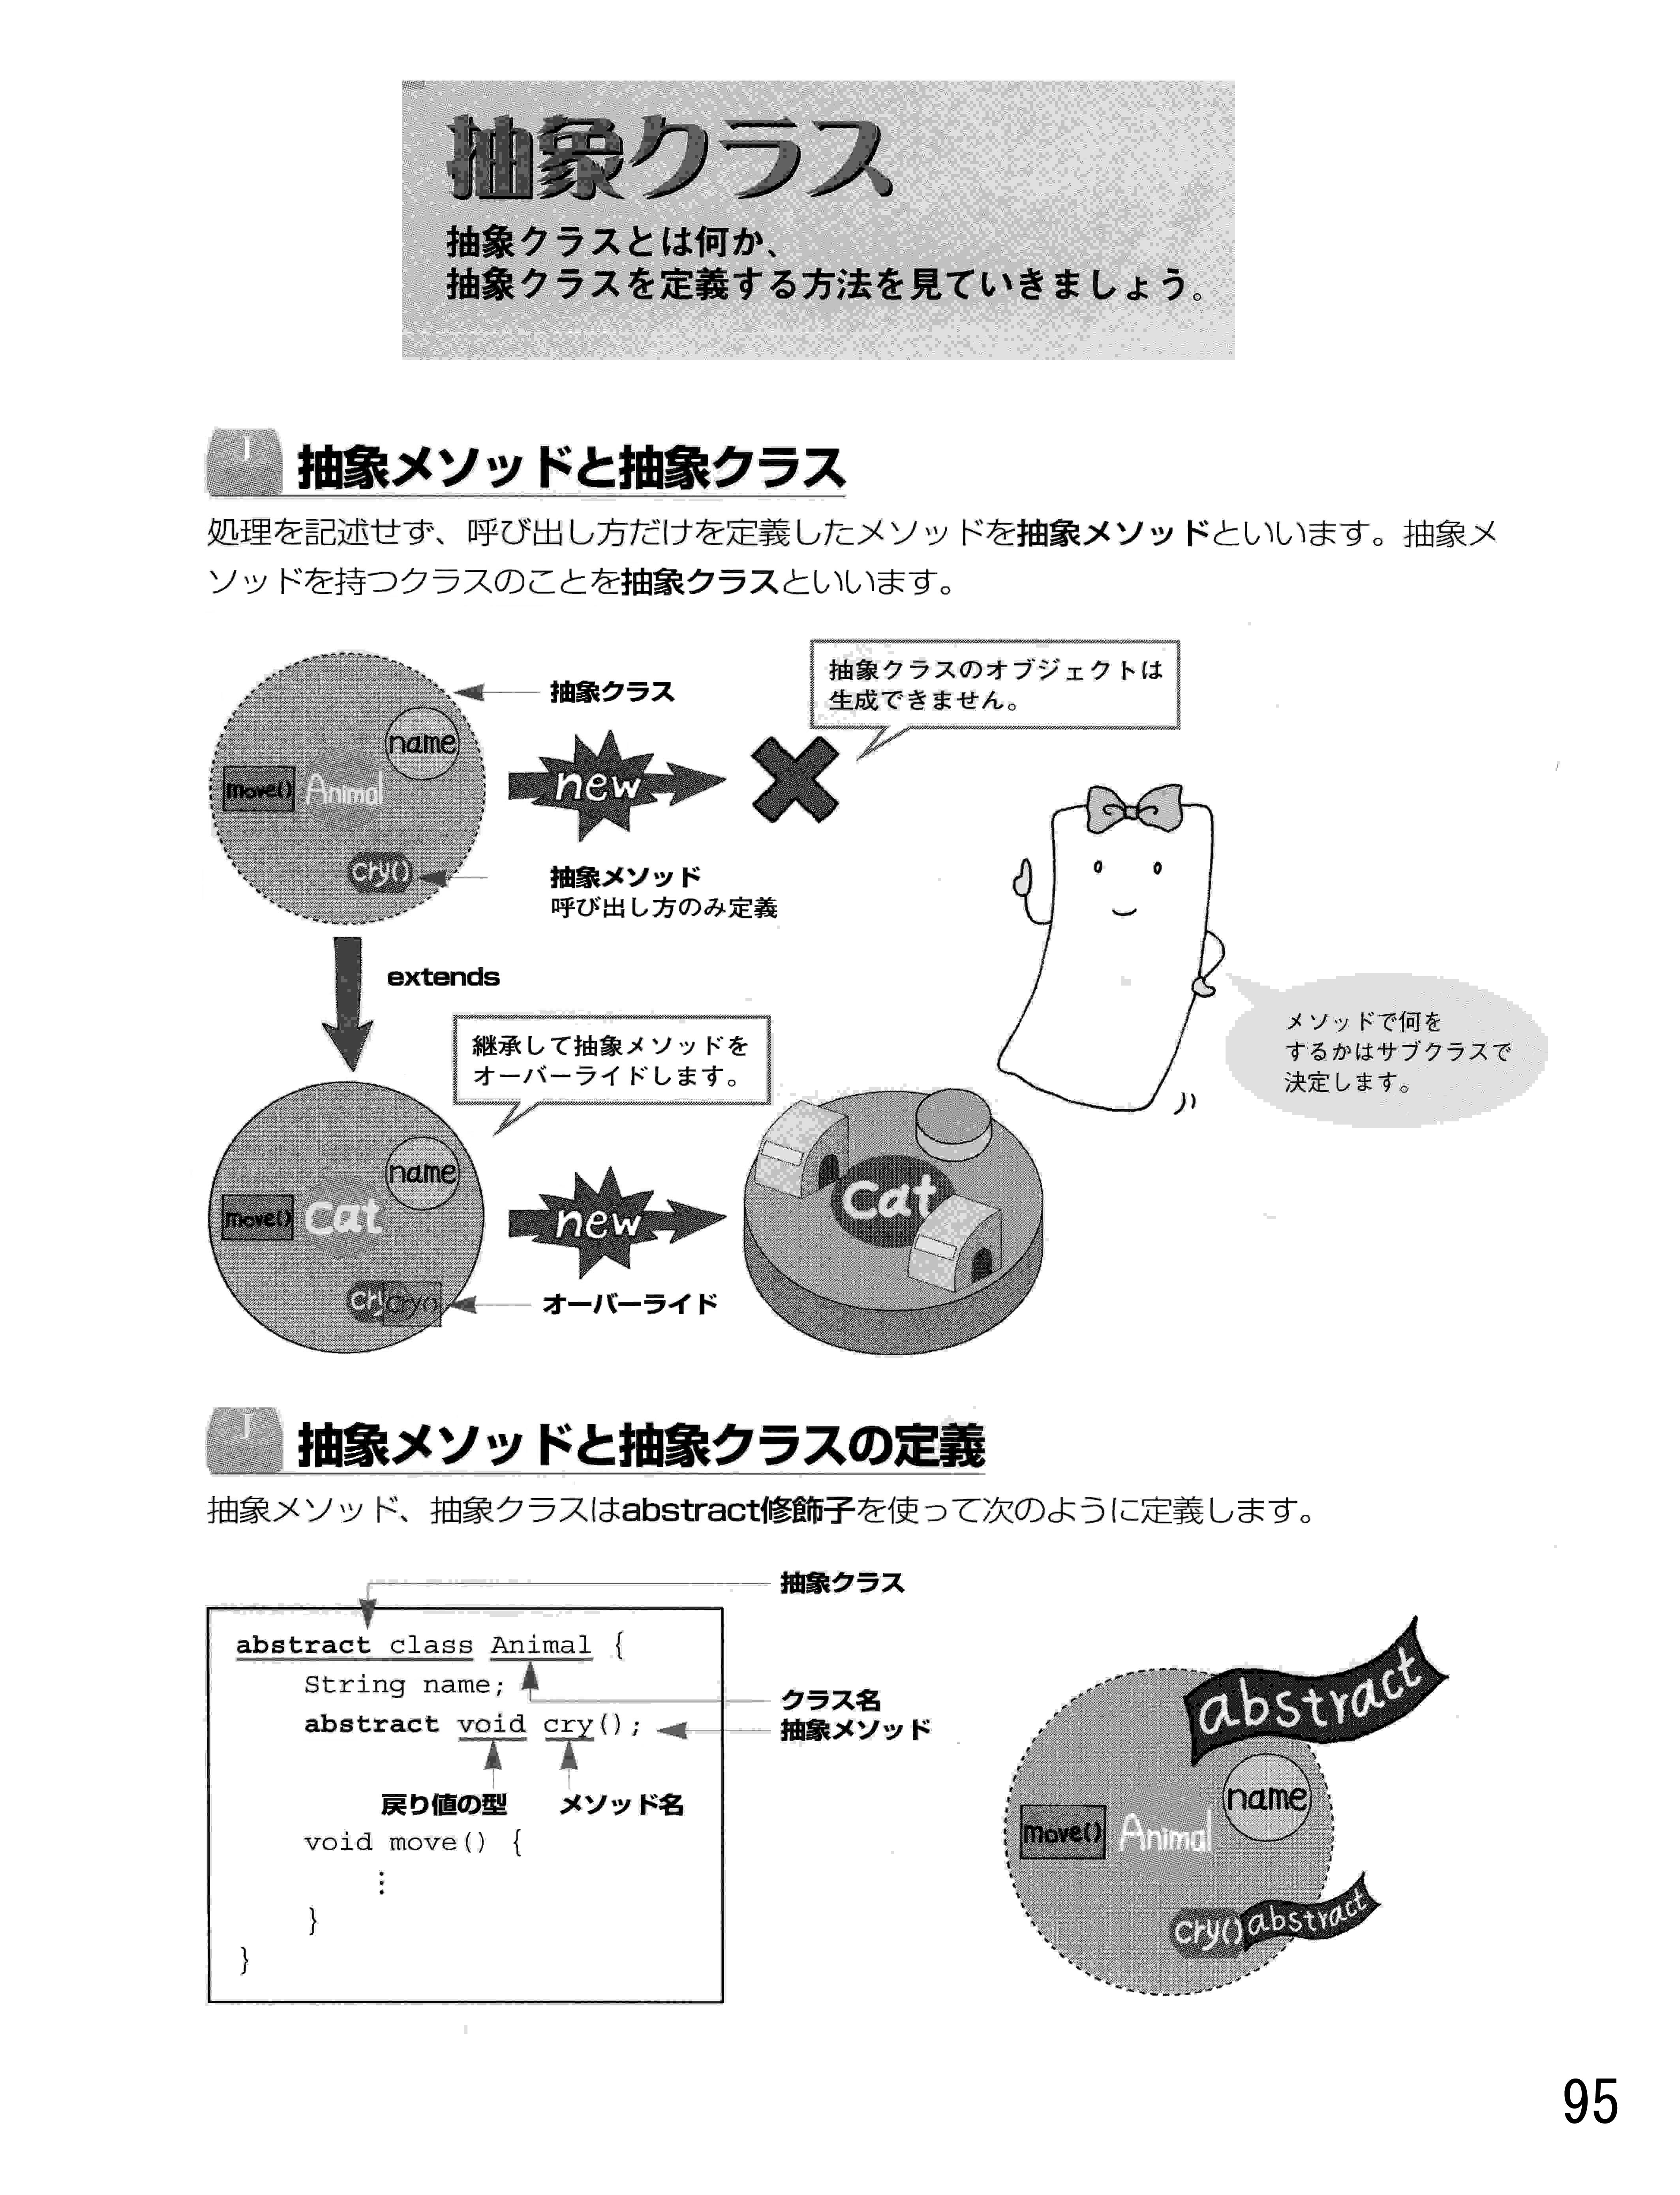 抽象クラス
抽象クラスとは何か、
抽象クラスを定義する方法を見ていきましょう。
I
抽象メソッドと抽象クラス
処理を記述せず、呼び出し方だけを定義したメソッドを抽象メソッドといいます。抽象メ
ソッドを持つクラスのことを抽象クラスといいます。
抽象クラスのオブジェクトは
生成できません。
抽象クラス
name
move()
Animal
new
cry()
抽象メソッド
呼び出し方のみ定義
extends
メソッドで何を
するかはサブクラスで
決定します。
継承して抽象メソッドを
オーバーライドします。
name
move()
Cat
new
Cat
cry()
オーバーライド
J
抽象メソッドと抽象クラスの定義
抽象メソッド、抽象クラスはabstract修飾子を使って次のように定義します。
抽象クラス
abstract class Animal {
String name;
クラス名
abstract void cry();
抽象メソッド
戻り値の型
メソッド名
void move() {
⋮
}
}
abstract
name
move()
Animal
cry()
abstract
95